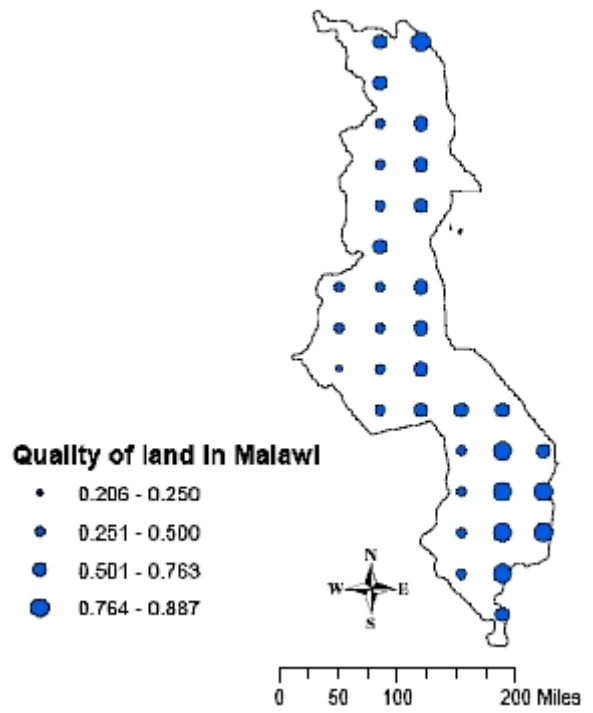 Quality of land in Malawi
0.206 - 0.250
0.251 - 0.500
0.501 - 0.763
0.764 - 0.887
N
W E
S
0 50 100 200 Miles